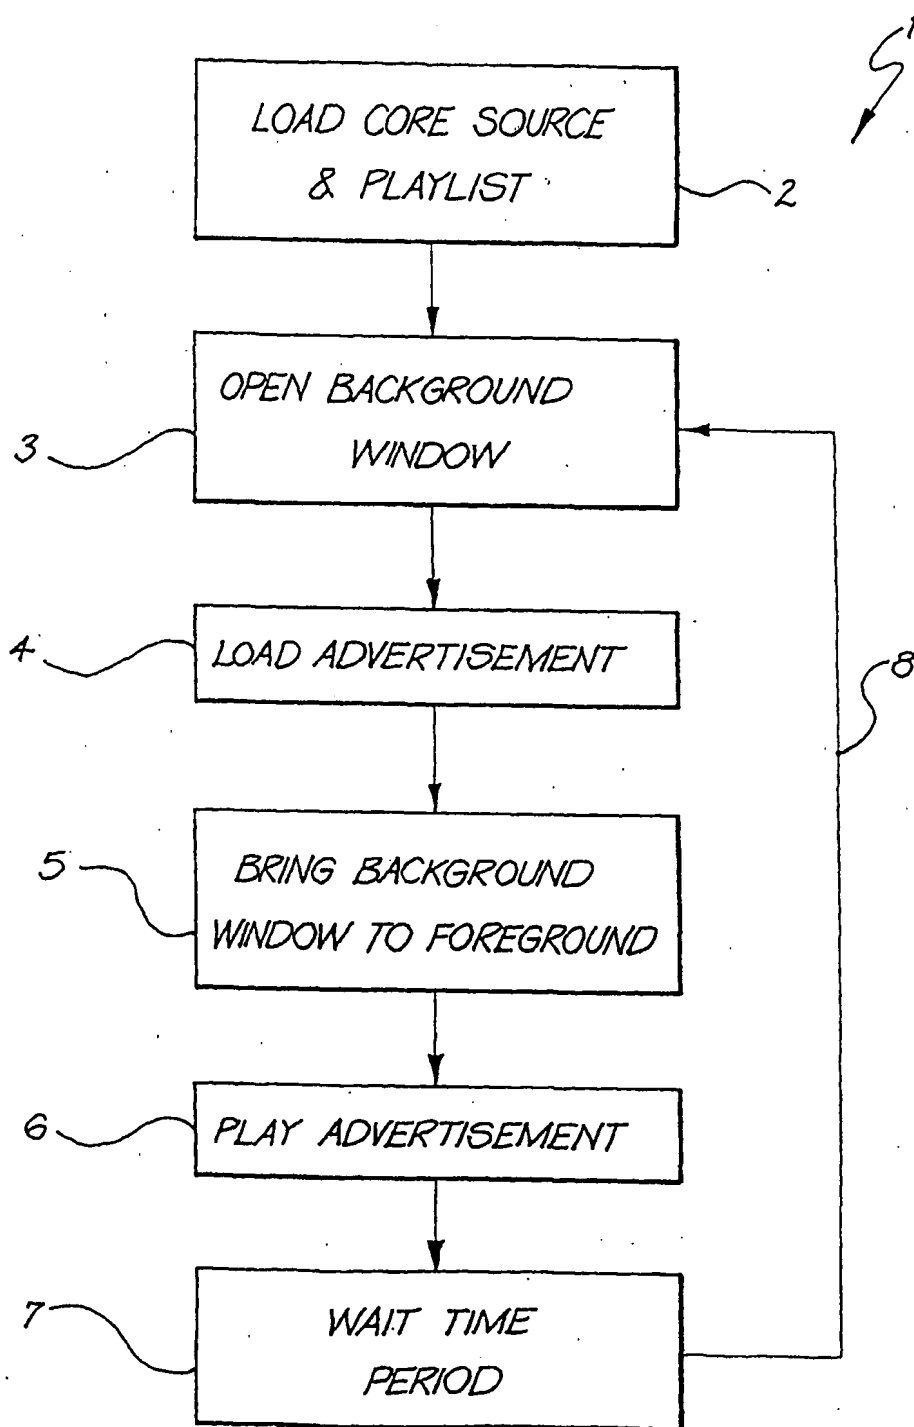 1
LOAD CORE SOURCE
& PLAYLIST
2
OPEN BACKGROUND
WINDOW
3
4
LOAD ADVERTISEMENT
8
5
BRING BACKGROUND
WINDOW TO FOREGROUND
6
PLAY ADVERTISEMENT
7
WAIT TIME
PERIOD